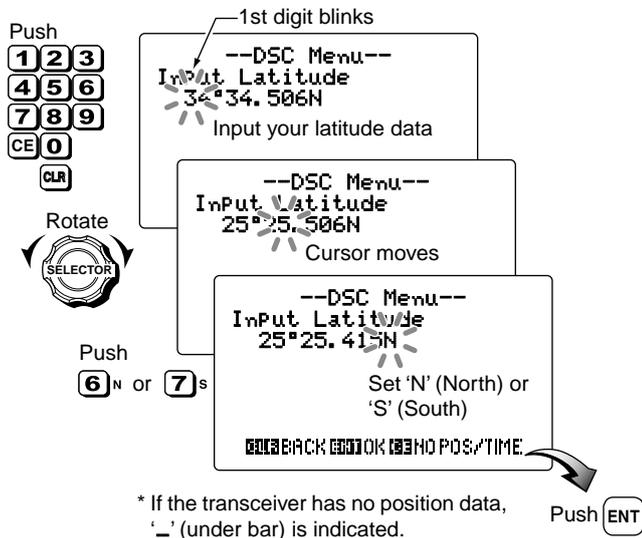 1st digit blinks
Push
1 2 3
4 5 6
7 8 9
CE 0
CLR
--DSC Menu--
InPut Latitude
34°34.506N
Input your latitude data
Rotate
SELECTOR
--DSC Menu--
InPut Latitude
25°25.506N
Cursor moves
Push
6 N or 7 S
--DSC Menu--
InPut Latitude
25°25.415N
Set ‘N’ (North) or
‘S’ (South)
CLR BACK ENT OK CE NO POS/TIME
Push ENT
* If the transceiver has no position data,
‘_’ (under bar) is indicated.